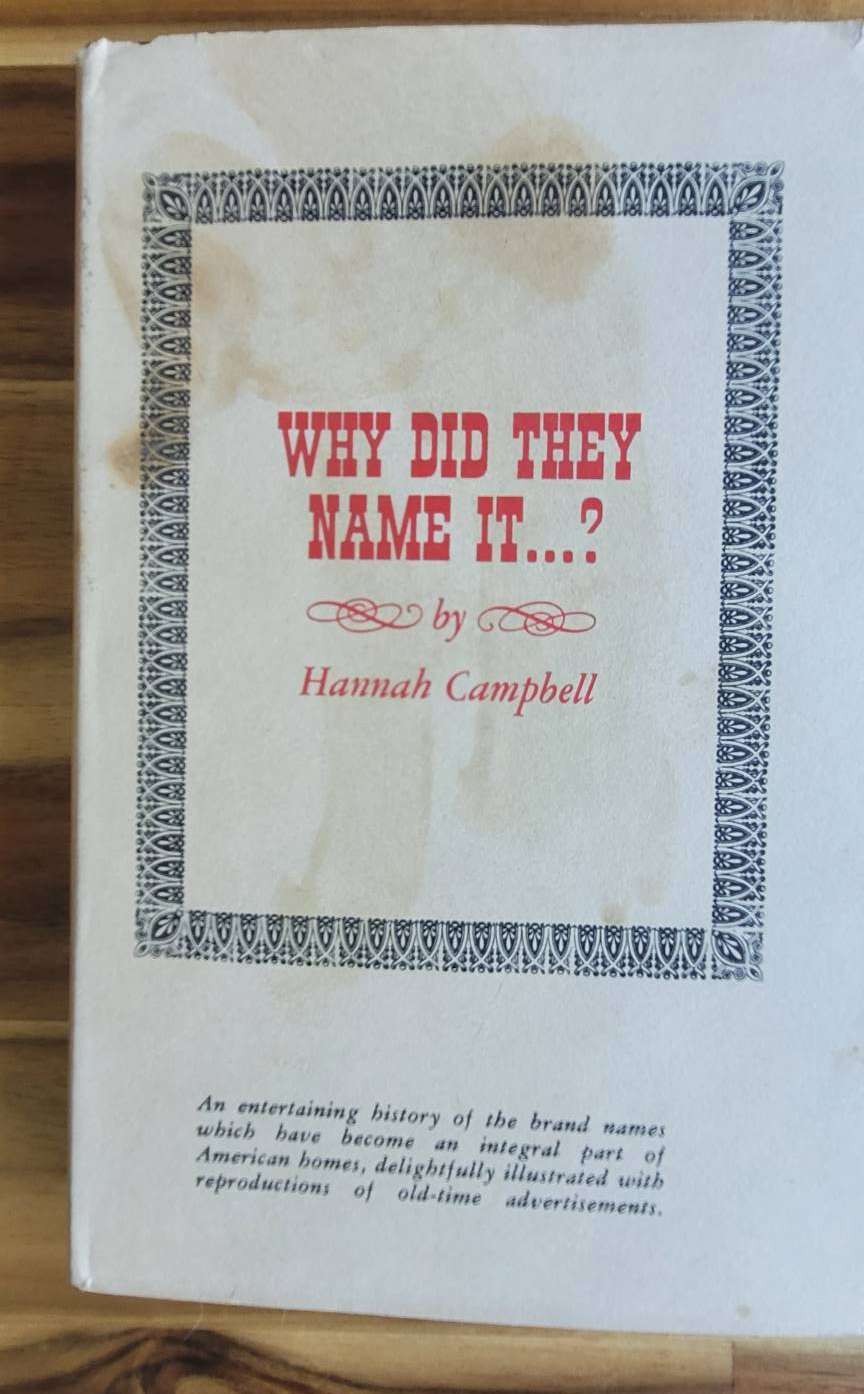 WHY DID THEY
NAME IT...?
by
Hannah Campbell
An entertaining history of the brand names
which have become an integral part of
American homes, delightfully illustrated with
reproductions of old-time advertisements.